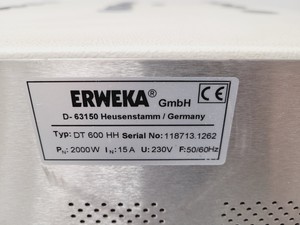 ERWEKA® GmbH CE
D- 63150 Heusenstamm / Germany
Typ: DT 600 HH Serial No: 118713.1262
PN: 2000W IN: 15A U: 230V F: 50/60Hz